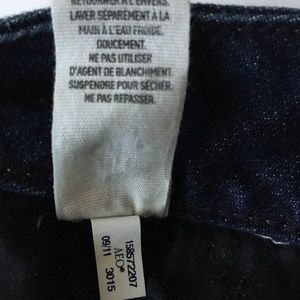 RETOURNER À L'ENVERS.
LAVER SÉPARÉMENT À LA
MAIN À L'EAU FROIDE.
DOUCEMENT.
NE PAS UTILISER
D'AGENT DE BLANCHIMENT.
SUSPENDRE POUR SÉCHER.
NE PAS REPASSER.
158572207
AEO
09/11 3015